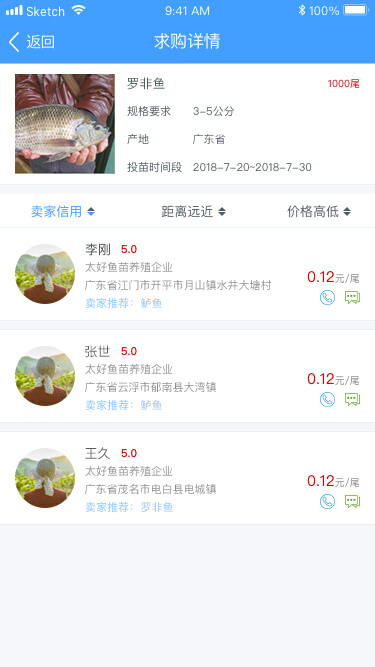 Sketch 9:41 AM 100%
返回 求购详情
罗非鱼 1000尾
规格要求 3-5公分
产地 广东省
投苗时间段 2018-7-20~2018-7-30
卖家信用 距离远近 价格高低
李刚 5.0
太好鱼苗养殖企业
0.12元/尾
广东省江门市开平市月山镇水井大塘村
卖家推荐：鲈鱼
张世 5.0
太好鱼苗养殖企业
0.12元/尾
广东省云浮市郁南县大湾镇
卖家推荐：鲈鱼
王久 5.0
太好鱼苗养殖企业
0.12元/尾
广东省茂名市电白县电城镇
卖家推荐：罗非鱼